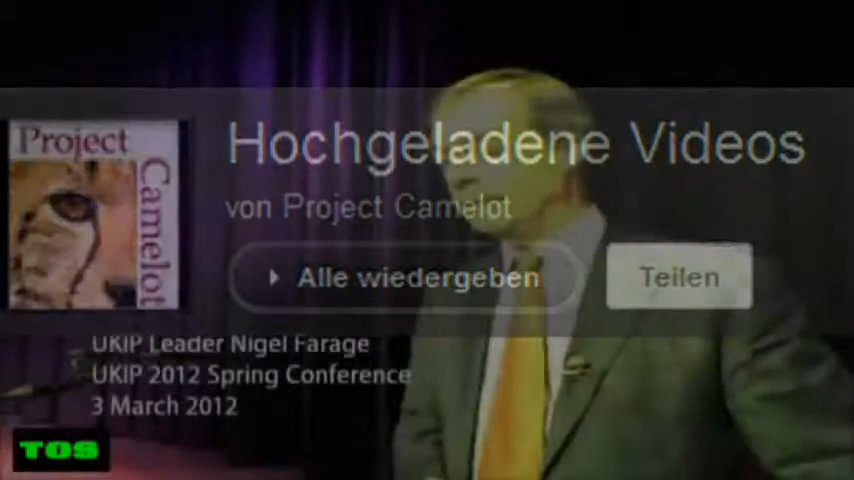 Project
Camelot
Hochgeladene Videos
von Project Camelot
Alle wiedergeben
Teilen
UKIP Leader Nigel Farage
UKIP 2012 Spring Conference
3 March 2012
TOS